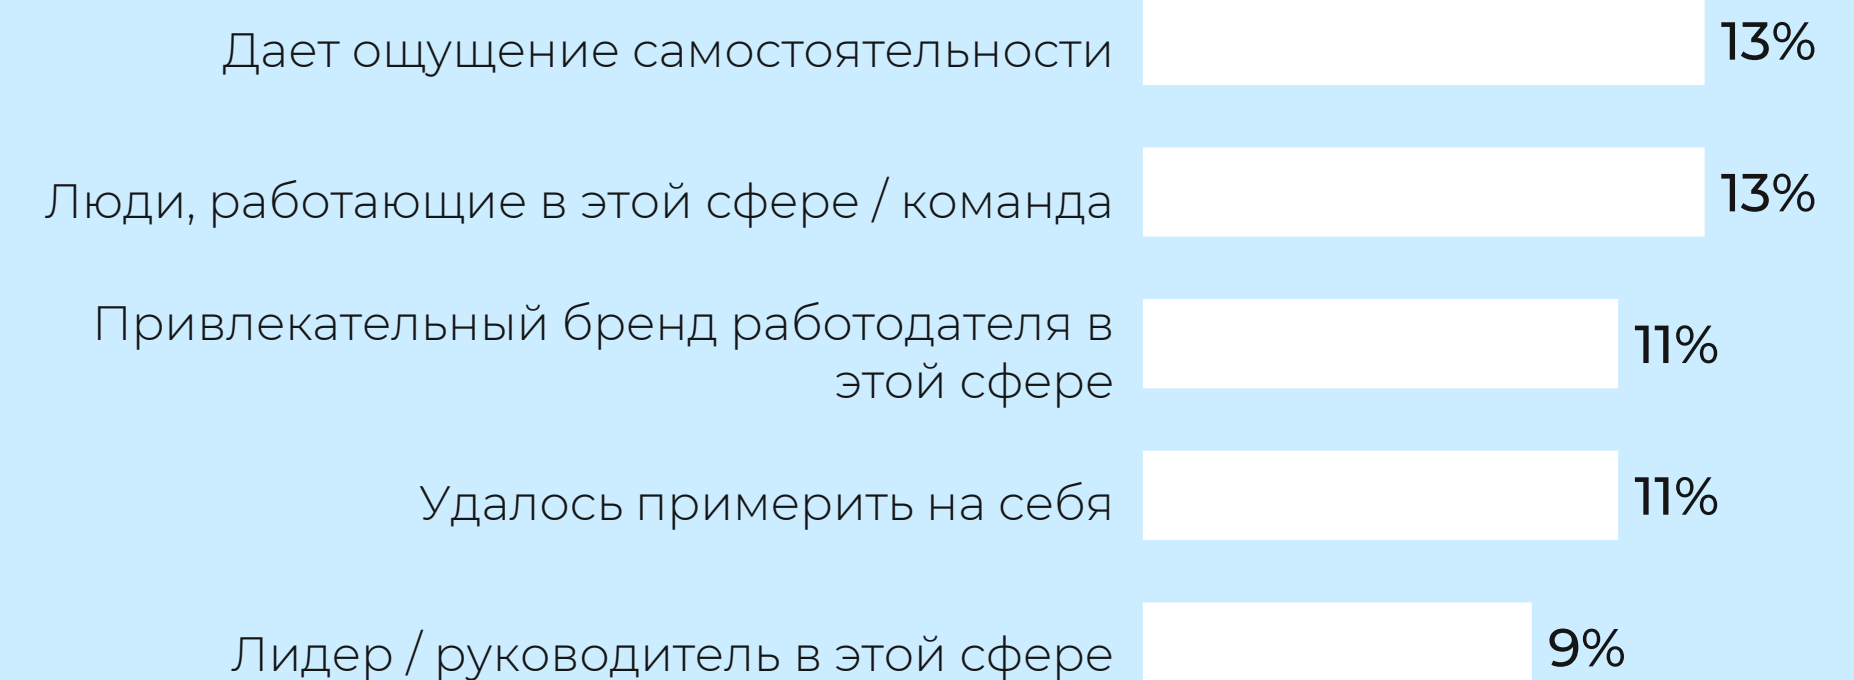 Дает ощущение самостоятельности 13%
Люди, работающие в этой сфере / команда 13%
Привлекательный бренд работодателя в
этой сфере 11%
Удалось примерить на себя 11%
Лидер / руководитель в этой сфере 9%